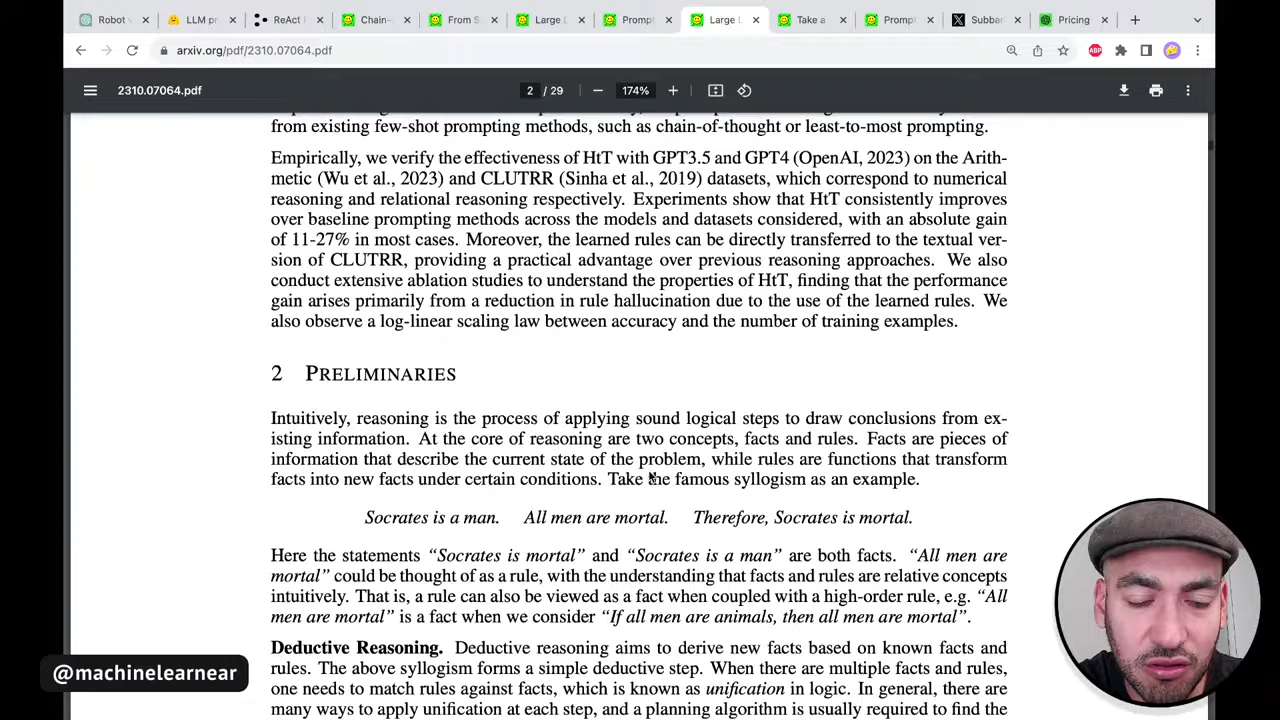 Robot
LLM pr
ReAct
Chain-
From S
Large L
Prompt
Large L
Take a
Prompt
Subbar
Pricing
arxiv.org/pdf/2310.07064.pdf
ABP
2310.07064.pdf
2 / 29
174%
from existing few-shot prompting methods, such as chain-of-thought or least-to-most prompting.
Empirically, we verify the effectiveness of HtT with GPT3.5 and GPT4 (OpenAI, 2023) on the Arith-
metic (Wu et al., 2023) and CLUTRR (Sinha et al., 2019) datasets, which correspond to numerical
reasoning and relational reasoning respectively. Experiments show that HtT consistently improves
over baseline prompting methods across the models and datasets considered, with an absolute gain
of 11-27% in most cases. Moreover, the learned rules can be directly transferred to the textual ver-
sion of CLUTRR, providing a practical advantage over previous reasoning approaches. We also
conduct extensive ablation studies to understand the properties of HtT, finding that the performance
gain arises primarily from a reduction in rule hallucination due to the use of the learned rules. We
also observe a log-linear scaling law between accuracy and the number of training examples.
2 PRELIMINARIES
Intuitively, reasoning is the process of applying sound logical steps to draw conclusions from ex-
isting information. At the core of reasoning are two concepts, facts and rules. Facts are pieces of
information that describe the current state of the problem, while rules are functions that transform
facts into new facts under certain conditions. Take the famous syllogism as an example.
Socrates is a man. All men are mortal. Therefore, Socrates is mortal.
Here the statements “Socrates is mortal” and “Socrates is a man” are both facts. “All men are
mortal” could be thought of as a rule, with the understanding that facts and rules are relative concepts
intuitively. That is, a rule can also be viewed as a fact when coupled with a high-order rule, e.g. “All
men are mortal” is a fact when we consider “If all men are animals, then all men are mortal”.
Deductive Reasoning. Deductive reasoning aims to derive new facts based on known facts and
rules. The above syllogism forms a simple deductive step. When there are multiple facts and rules,
one needs to match rules against facts, which is known as unification in logic. In general, there are
many ways to apply unification at each step, and a planning algorithm is usually required to find the
@machinelearnear